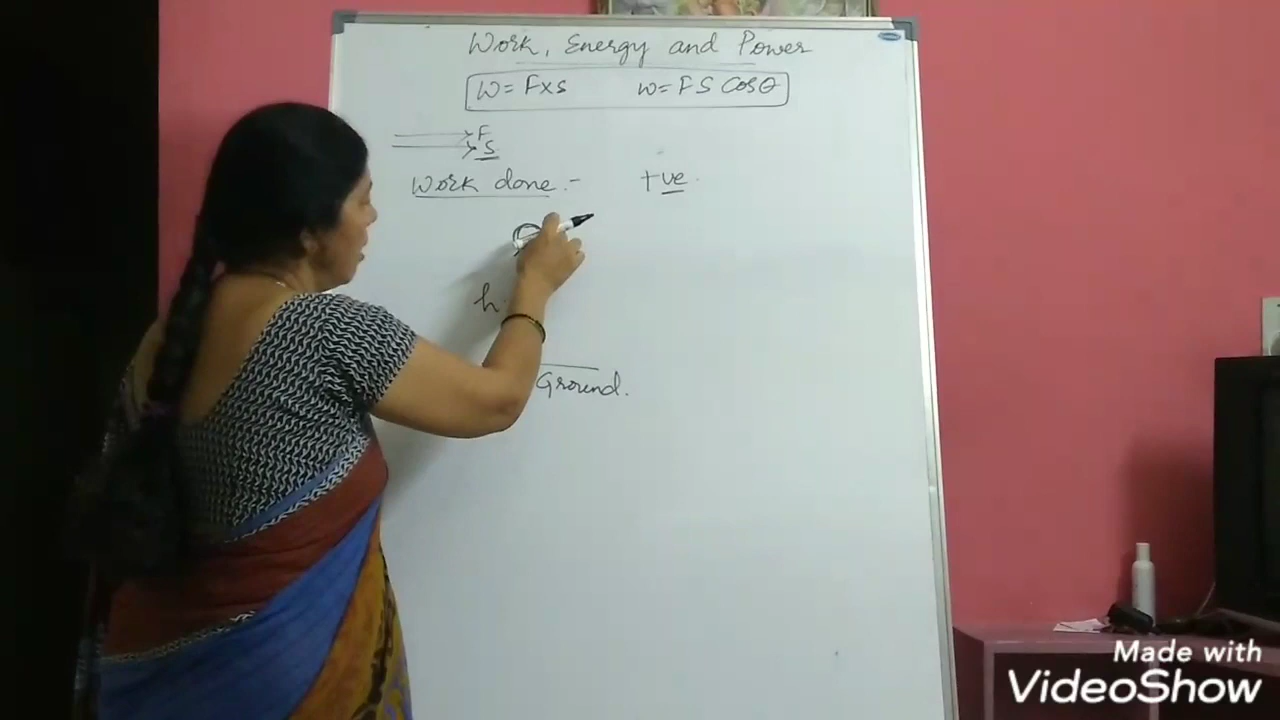 Work, Energy and Power
W = F×s W = FS Cosθ
F
S
Work done :- +ve.
h
Ground.
Made with
VideoShow